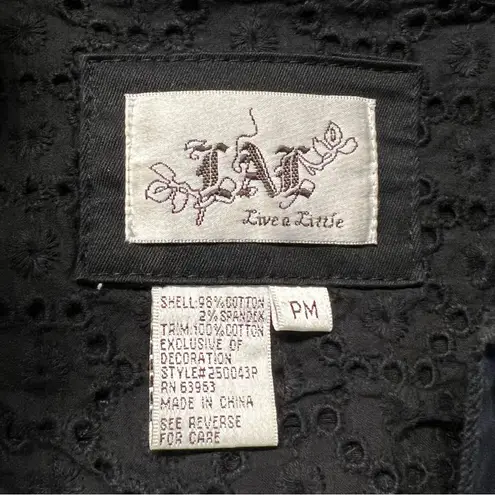 LAL
Live a Little
PM
SHELL:98%COTTON
2%SPANDEX
TRIM:100%COTTON
EXCLUSIVE OF
DECORATION
STYLE#250043P
RN 63963
MADE IN CHINA
SEE REVERSE
FOR CARE